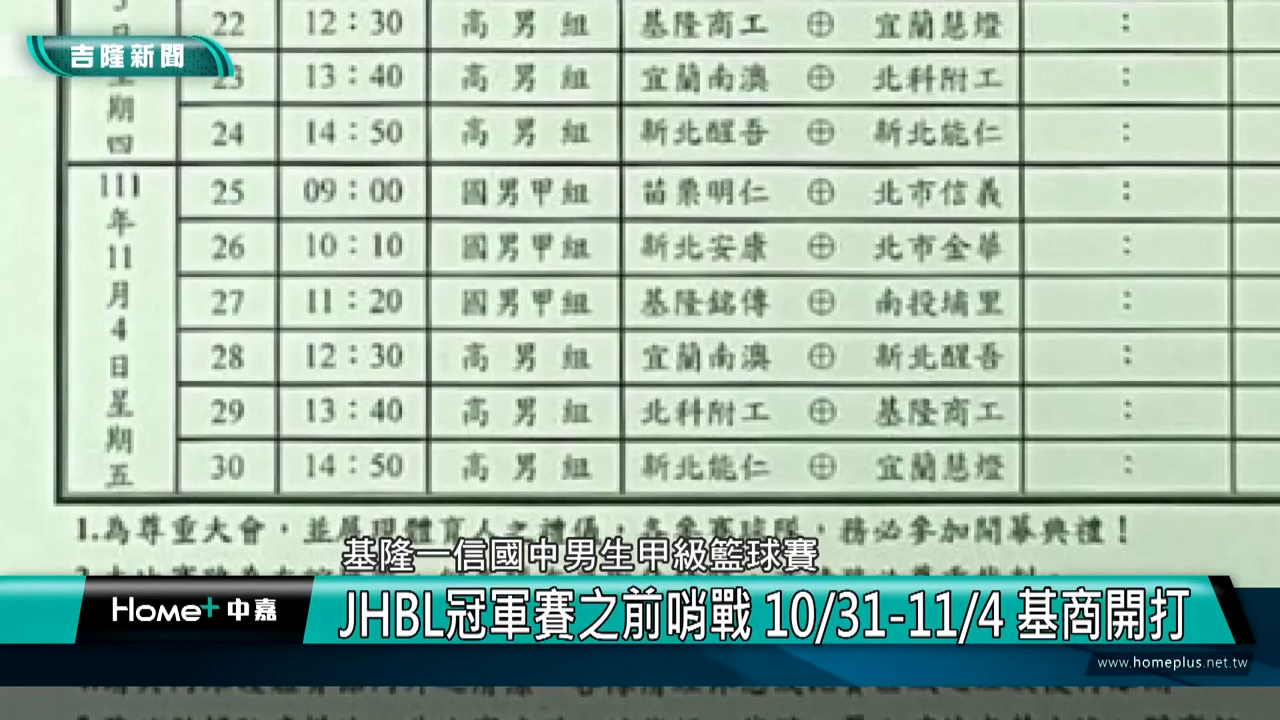 吉隆新聞
22 12:30 高男組 基隆商工 ⊕ 宜蘭慧燈 :
23 13:40 高男組 宜蘭南澳 ⊕ 北科附工 :
24 14:50 高男組 新北醒吾 ⊕ 新北能仁 :
期四
111年11月4日星期五
25 09:00 國男甲組 苗栗明仁 ⊕ 北市信義 :
26 10:10 國男甲組 新北安康 ⊕ 北市金華 :
27 11:20 國男甲組 基隆銘傳 ⊕ 南投埔里 :
28 12:30 高男組 宜蘭南澳 ⊕ 新北醒吾 :
29 13:40 高男組 北科附工 ⊕ 基隆商工 :
30 14:50 高男組 新北能仁 ⊕ 宜蘭慧燈 :
1.為尊重大會，並展現體育人之禮儀，各參賽球隊，務必參加開幕典禮！
基隆一信國中男生甲級籃球賽
Home+中嘉
JHBL冠軍賽之前哨戰 10/31-11/4 基商開打
www.homeplus.net.tw